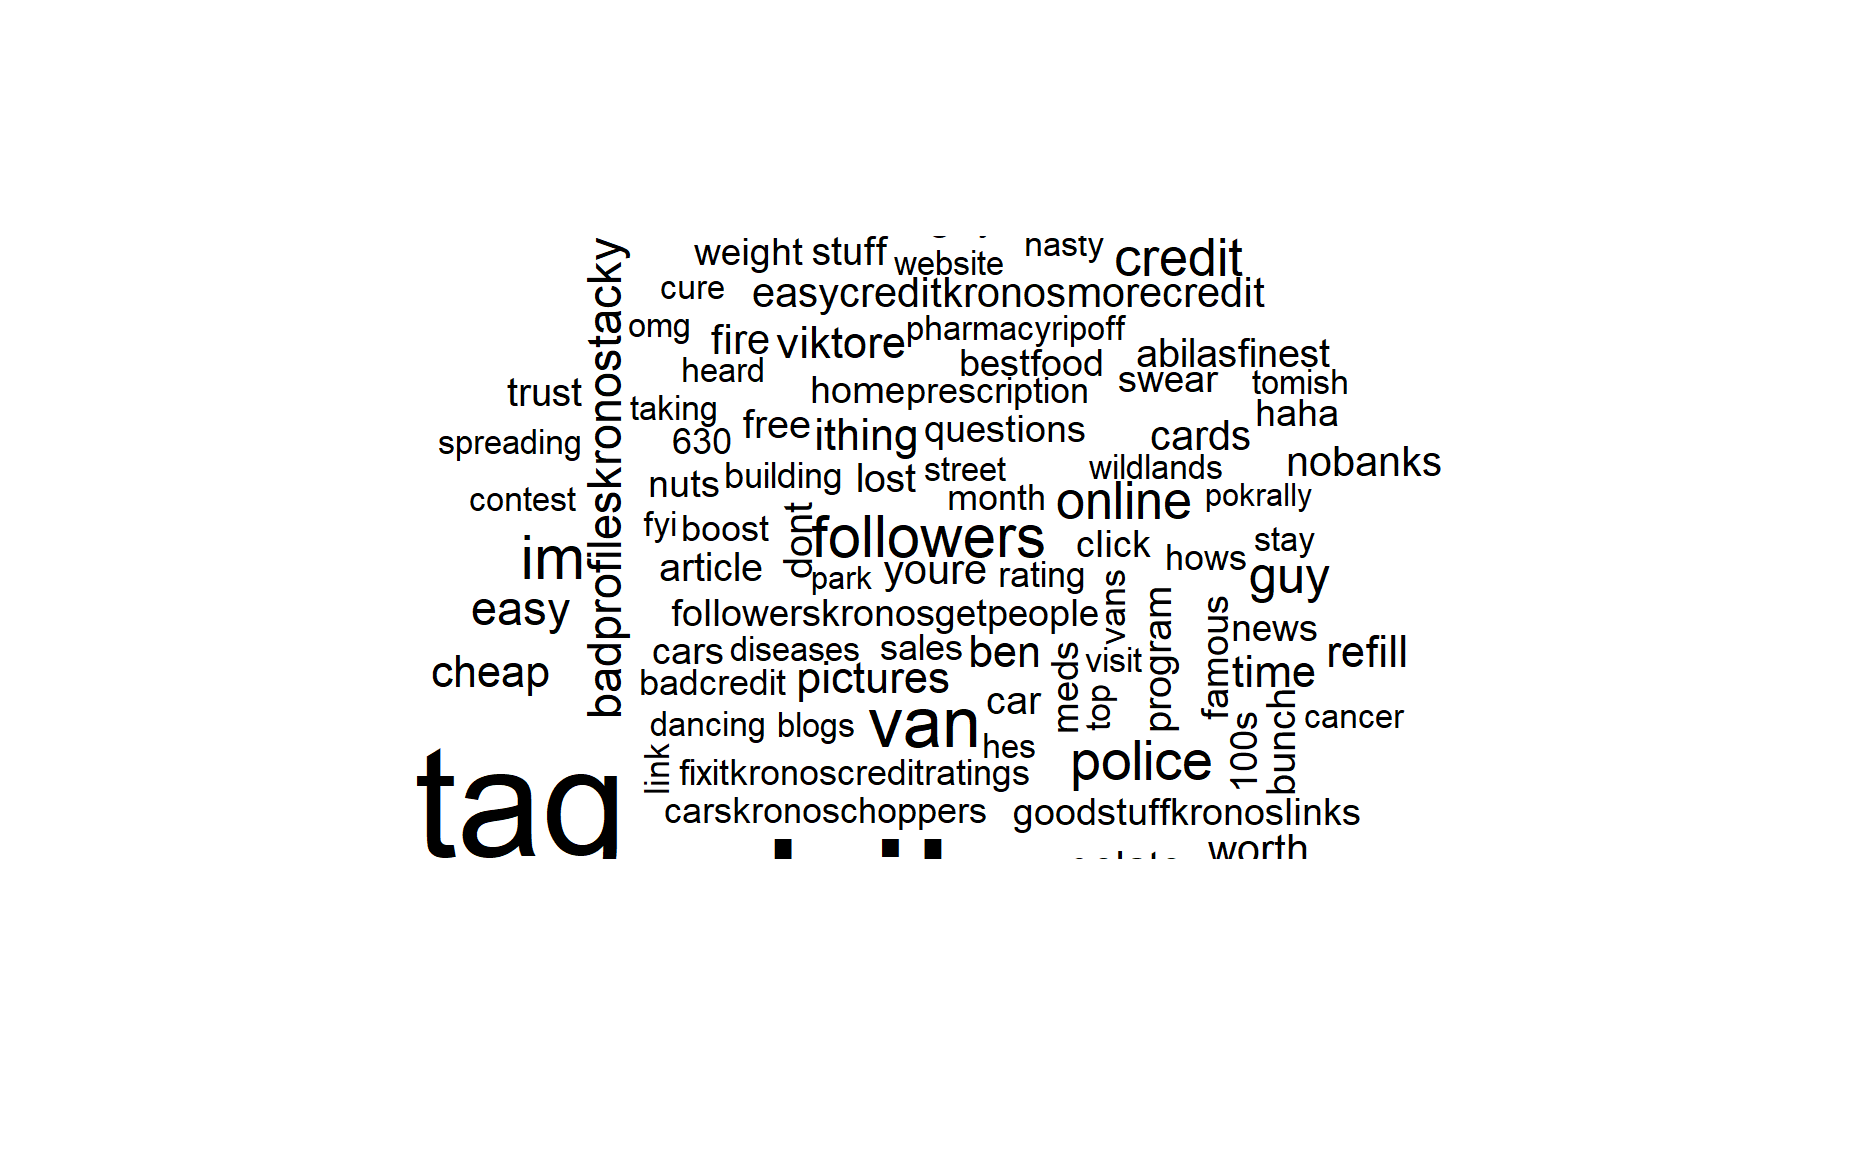 weight stuff website nasty credit
cure easycreditkronosmorecredit
omg fire viktore pharmacyripoff
heard bestfood abilasfinest
trust homeprescription swear tomish
taking free haha
spreading 630 ithing questions cards
nuts building lost street wildlands nobanks
contest month online pokrally
fyi boost dont followers click hows stay
im article park youre rating guy
badprofileskronostacky
easy followerskronosgetpeople vans program famous news
cars diseases sales ben meds visit time refill
cheap badcredit pictures top
car 100s bunch cancer
dancing blogs van hes police
link fixitkronoscreditratings
carskronoschoppers goodstuffkronoslinks
worth